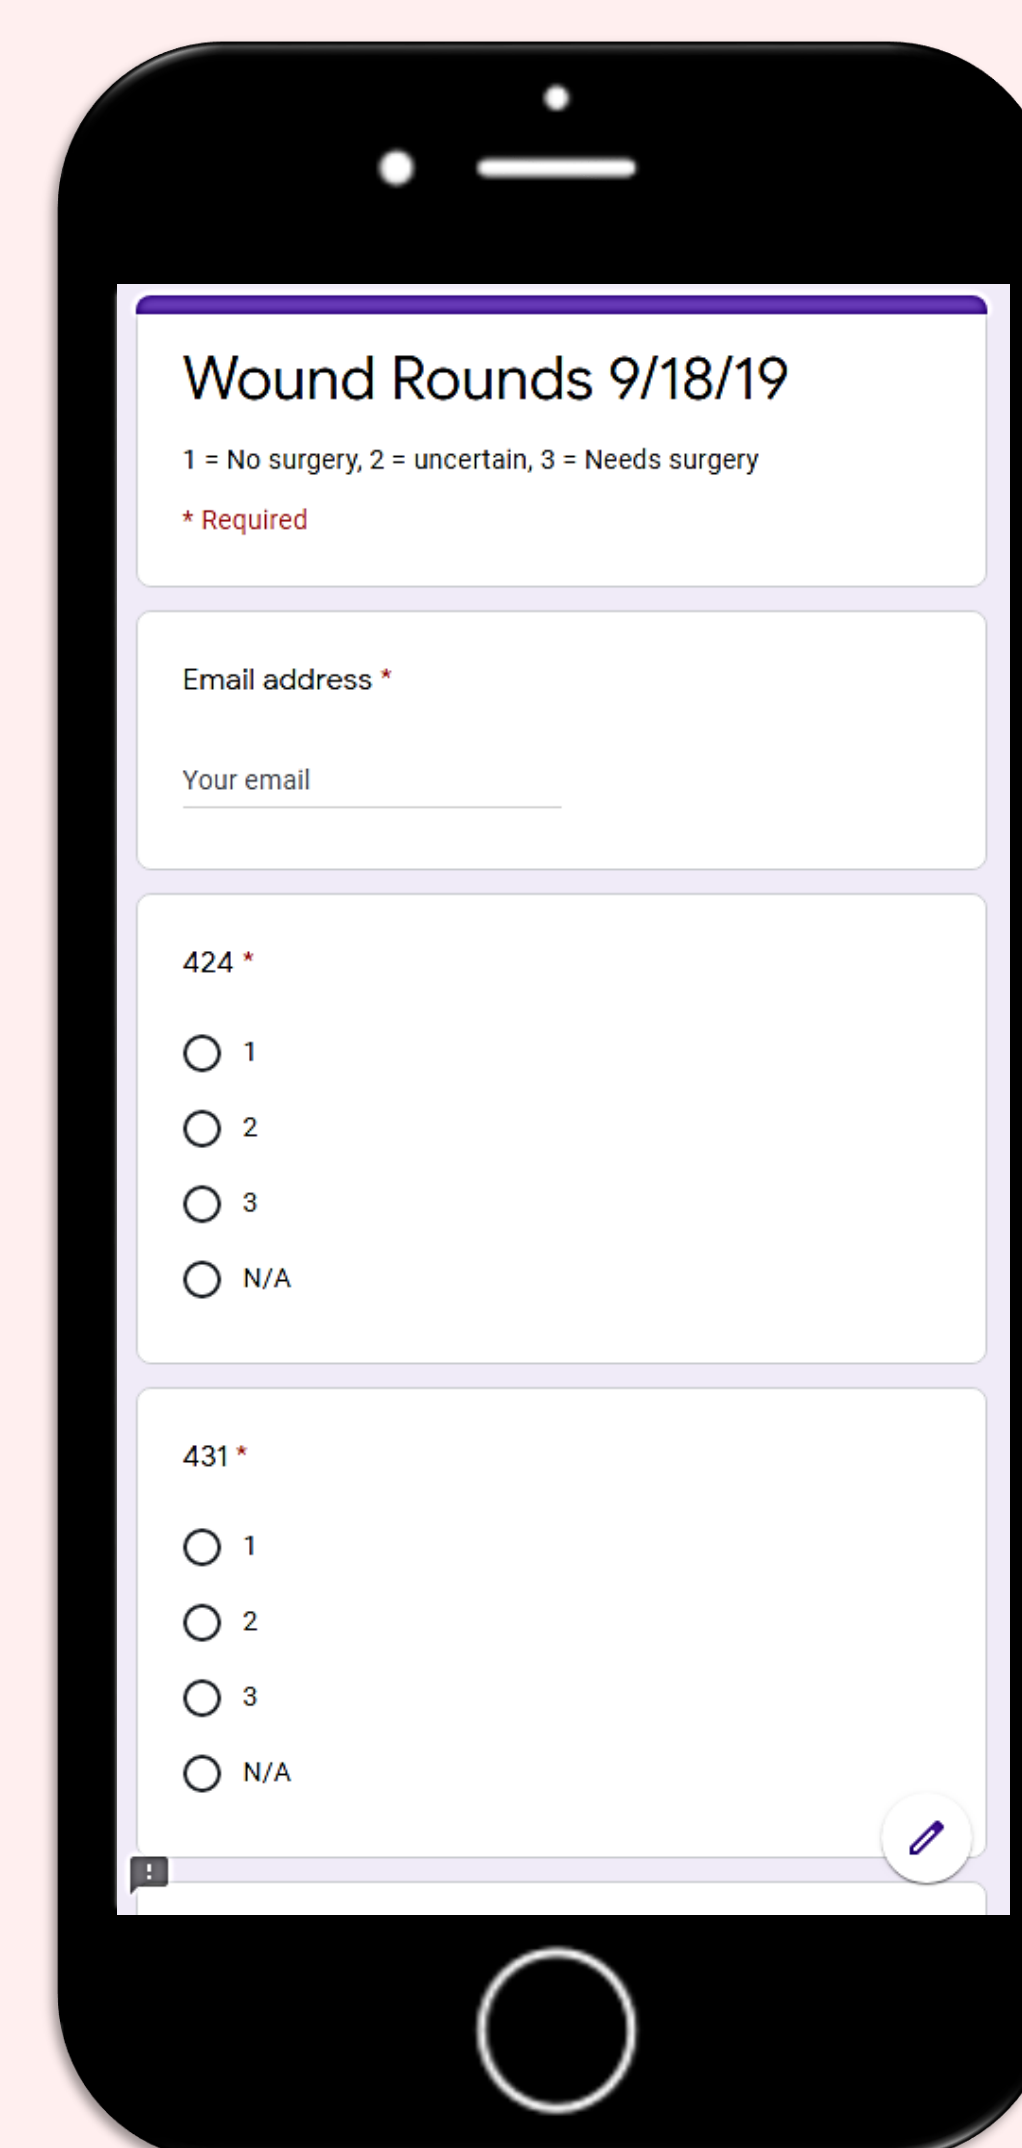 Wound Rounds 9/18/19
1 = No surgery, 2 = uncertain, 3 = Needs surgery
* Required
Email address *
Your email
424 *
1
2
3
N/A
431 *
1
2
3
N/A